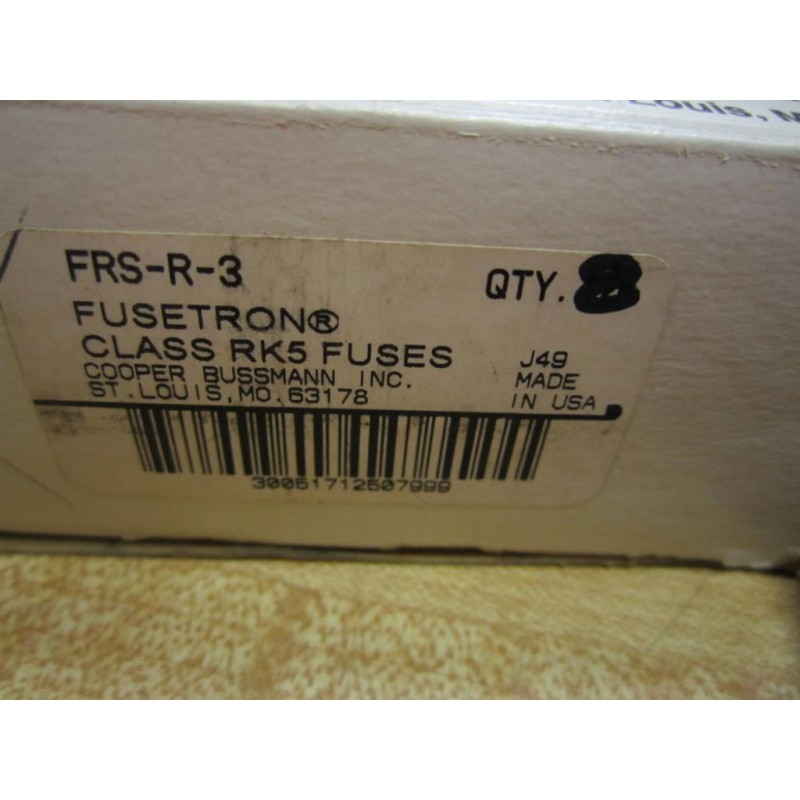 Louis, M
FRS-R-3 QTY.
FUSETRON®
CLASS RK5 FUSES J49
COOPER BUSSMANN INC. MADE
ST.LOUIS,MO.63178 IN USA
30051712507999